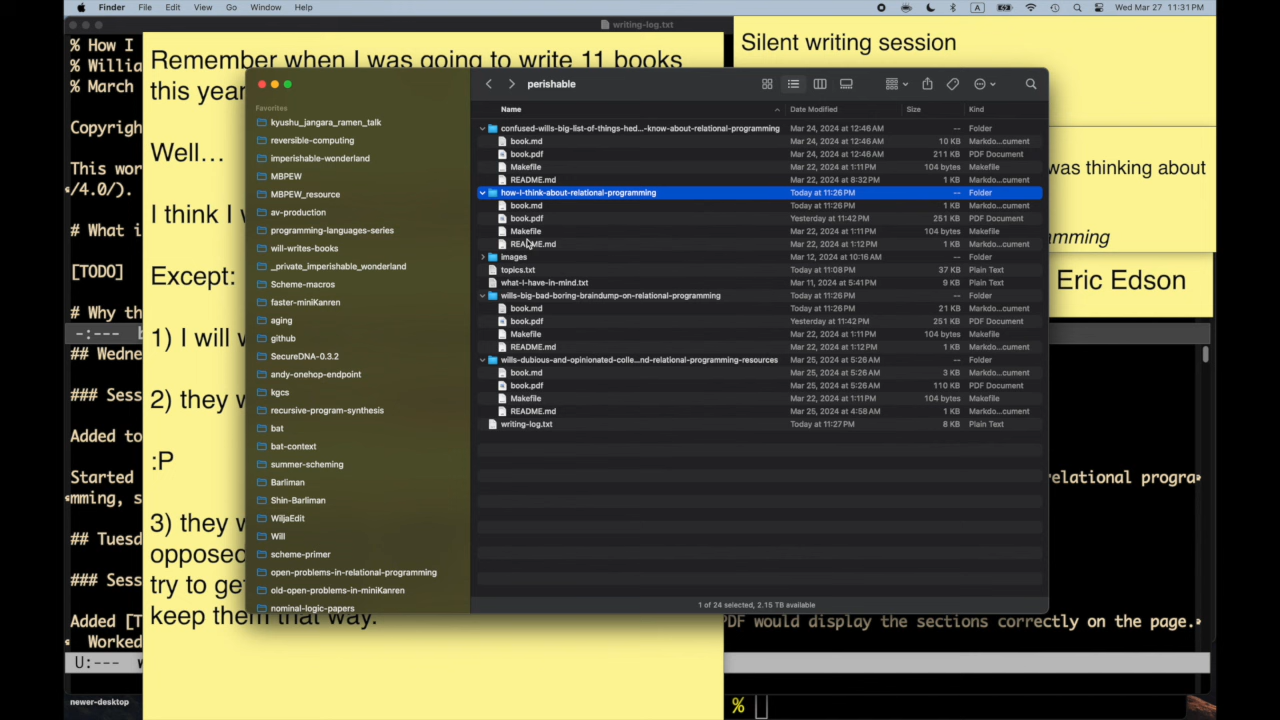 Finder File Edit View Go Window Help
Wed Mar 27 11:31 PM
writing-log.txt
% How I
% Willia
% March
Copyrigh
This wor
/4.0/).
# What i
[TODO]
# Why th
-:---
## Wedne
### Sess
Added to
Started
mming, s
## Tuesd
### Sess
Added [T
Worked
U:---
newer-desktop
Remember when I was going to write 11 books
this year
Well…
I think I w
Except:
1) I will w
2) they w
:P
3) they w
opposed
try to ge
keep them that way.
Silent writing session
was thinking about
mming
Eric Edson
elational progra
PDF would display the sections correctly on the page.
%
Favorites
kyushu_jangara_ramen_talk
reversible-computing
imperishable-wonderland
MBPEW
MBPEW_resource
av-production
programming-languages-series
will-writes-books
_private_imperishable_wonderland
Scheme-macros
faster-miniKanren
aging
github
SecureDNA-0.3.2
andy-onehop-endpoint
kgcs
recursive-program-synthesis
bat
bat-context
summer-scheming
Barliman
Shin-Barliman
WiljaEdit
Will
scheme-primer
open-problems-in-relational-programming
old-open-problems-in-miniKanren
nominal-logic-papers
perishable
Name Date Modified Size Kind
confused-wills-big-list-of-things-hed...-know-about-relational-programming Mar 24, 2024 at 12:46 AM -- Folder
book.md Mar 24, 2024 at 12:46 AM 10 KB Markdo...cument
book.pdf Mar 24, 2024 at 12:46 AM 211 KB PDF Document
Makefile Mar 22, 2024 at 1:11 PM 104 bytes Makefile
README.md Mar 22, 2024 at 8:32 PM 1 KB Markdo...cument
how-I-think-about-relational-programming Today at 11:26 PM -- Folder
book.md Today at 11:26 PM 1 KB Markdo...cument
book.pdf Yesterday at 11:42 PM 251 KB PDF Document
Makefile Mar 22, 2024 at 1:11 PM 104 bytes Makefile
README.md Mar 22, 2024 at 1:12 PM 1 KB Markdo...cument
images Mar 12, 2024 at 10:16 AM -- Folder
topics.txt Today at 11:08 PM 37 KB Plain Text
what-I-have-in-mind.txt Mar 11, 2024 at 5:41 PM 9 KB Plain Text
wills-big-bad-boring-braindump-on-relational-programming Today at 11:26 PM -- Folder
book.md Today at 11:26 PM 21 KB Markdo...cument
book.pdf Yesterday at 11:42 PM 251 KB PDF Document
Makefile Mar 22, 2024 at 1:11 PM 104 bytes Makefile
README.md Mar 22, 2024 at 1:12 PM 1 KB Markdo...cument
wills-dubious-and-opinionated-colle...nd-relational-programming-resources Mar 25, 2024 at 5:26 AM -- Folder
book.md Mar 25, 2024 at 5:26 AM 3 KB Markdo...cument
book.pdf Mar 25, 2024 at 5:26 AM 110 KB PDF Document
Makefile Mar 22, 2024 at 1:11 PM 104 bytes Makefile
README.md Mar 25, 2024 at 4:58 AM 1 KB Markdo...cument
writing-log.txt Today at 11:27 PM 8 KB Plain Text
1 of 24 selected, 2.15 TB available